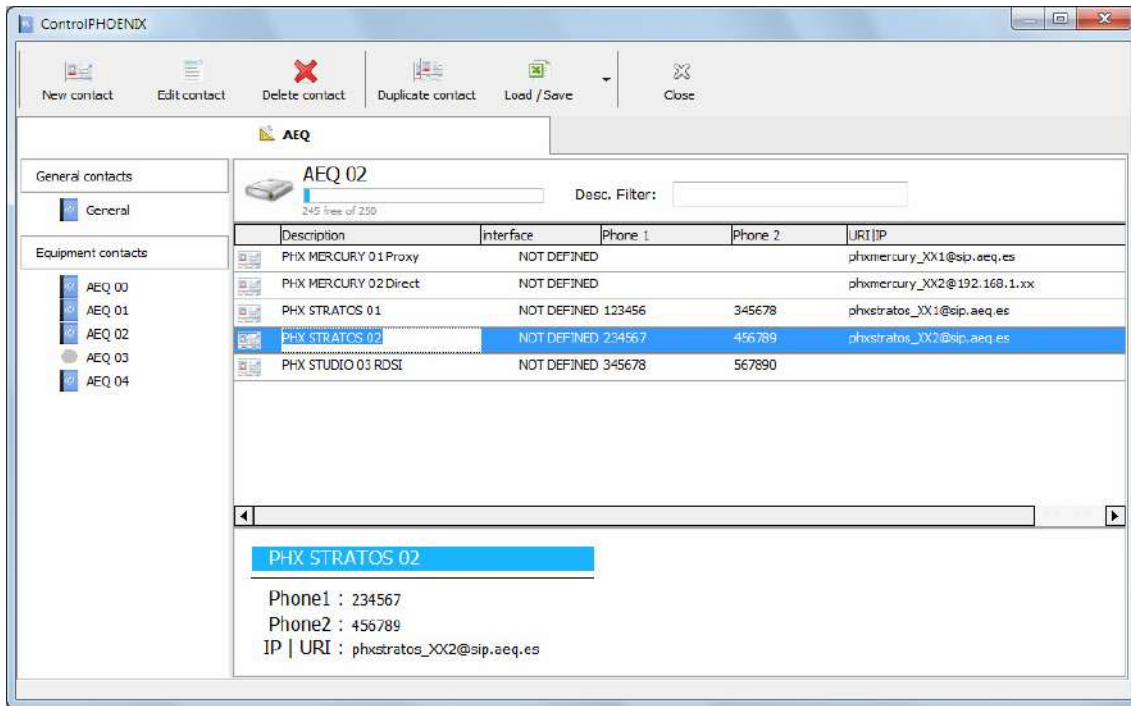 ControlPHOENIX
New contact Edit contact Delete contact Duplicate contact Load / Save Close
AEQ
General contacts
General
Equipment contacts
AEQ 00
AEQ 01
AEQ 02
AEQ 03
AEQ 04
AEQ 02
245 free of 250
Desc. Filter:
Description interface Phone 1 Phone 2 URI|IP
PHX MERCURY 01 Proxy NOT DEFINED phxmercury_XX1@sip.aeq.es
PHX MERCURY 02 Direct NOT DEFINED phxmercury_XX2@192.168.1.xx
PHX STRATOS 01 NOT DEFINED 123456 345678 phxstratos_XX1@sip.aeq.es
PHX STRATOS 02 NOT DEFINED 234567 456789 phxstratos_XX2@sip.aeq.es
PHX STUDIO 03 RDSI NOT DEFINED 345678 567890
PHX STRATOS 02
Phone1 : 234567
Phone2 : 456789
IP | URI : phxstratos_XX2@sip.aeq.es